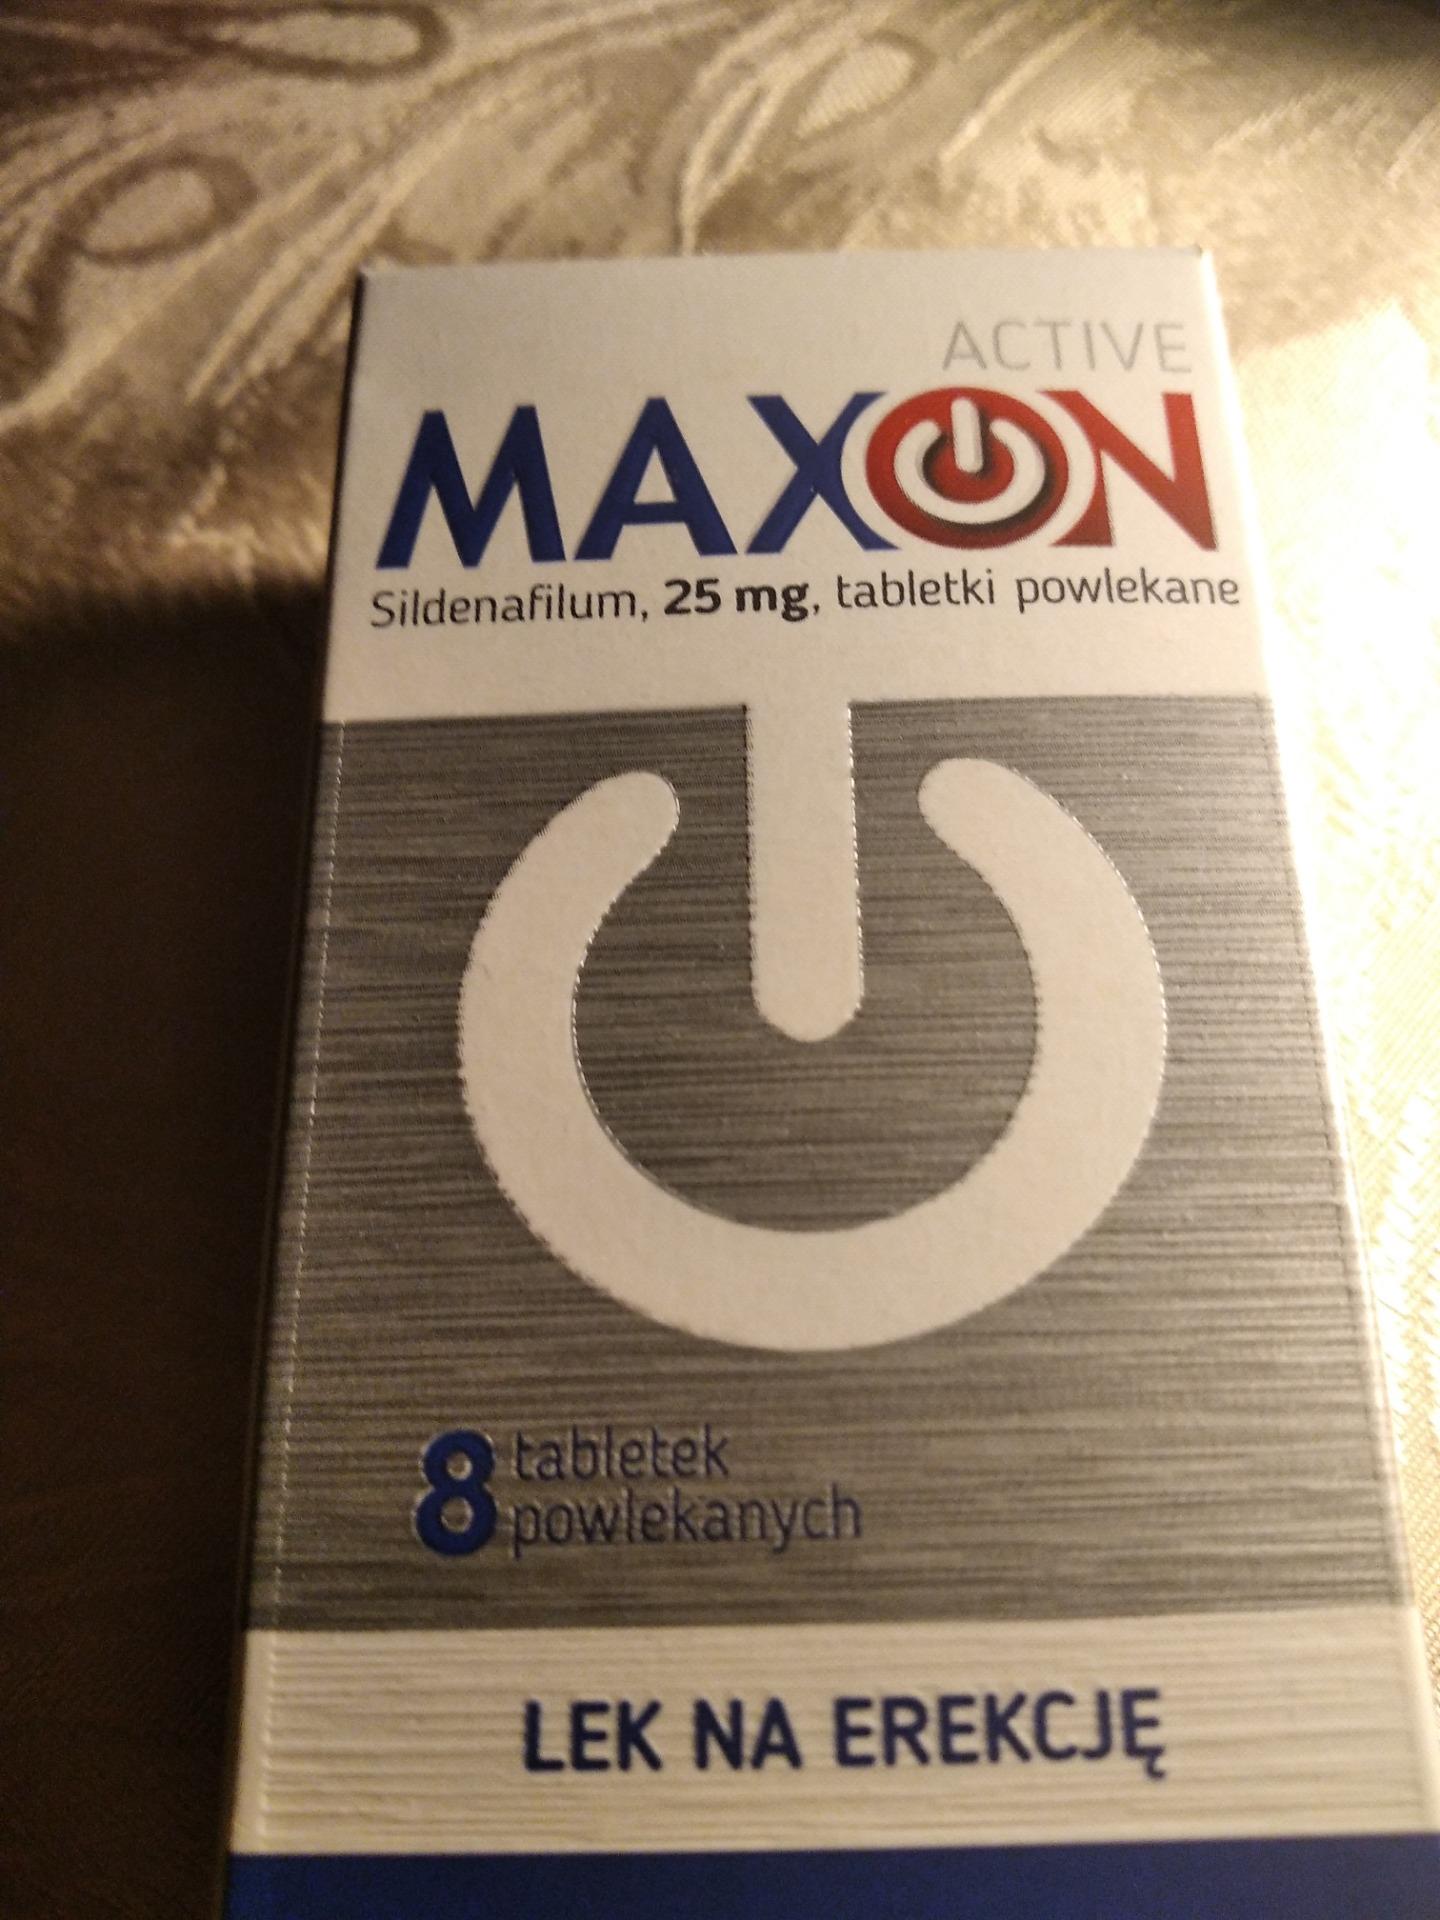 ACTIVE
MAXON
Sildenafilum, 25 mg, tabletki powlekane
8 tabletek
powlekanych
LEK NA EREKCJĘ